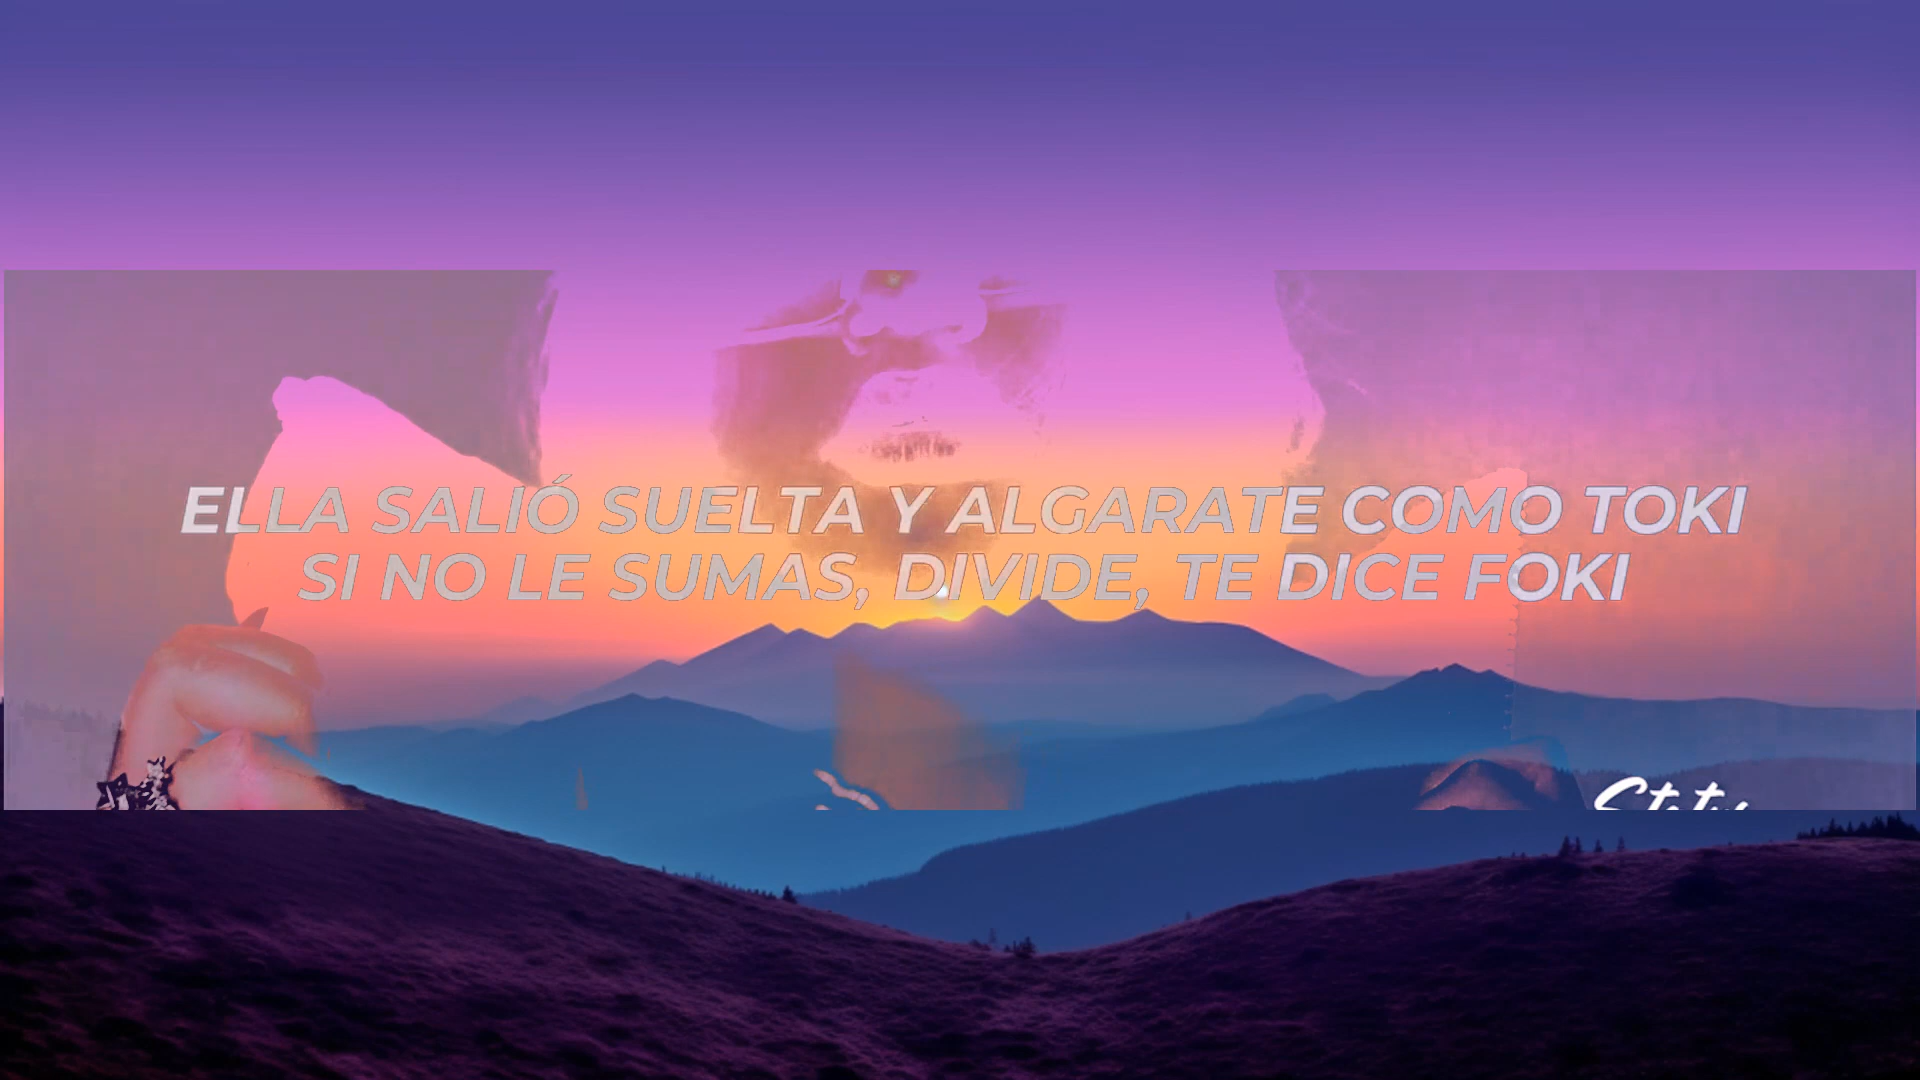 ELLA SALIÓ SUELTA Y ALGARATE COMO TOKI
SI NO LE SUMAS, DIVIDE, TE DICE FOKI